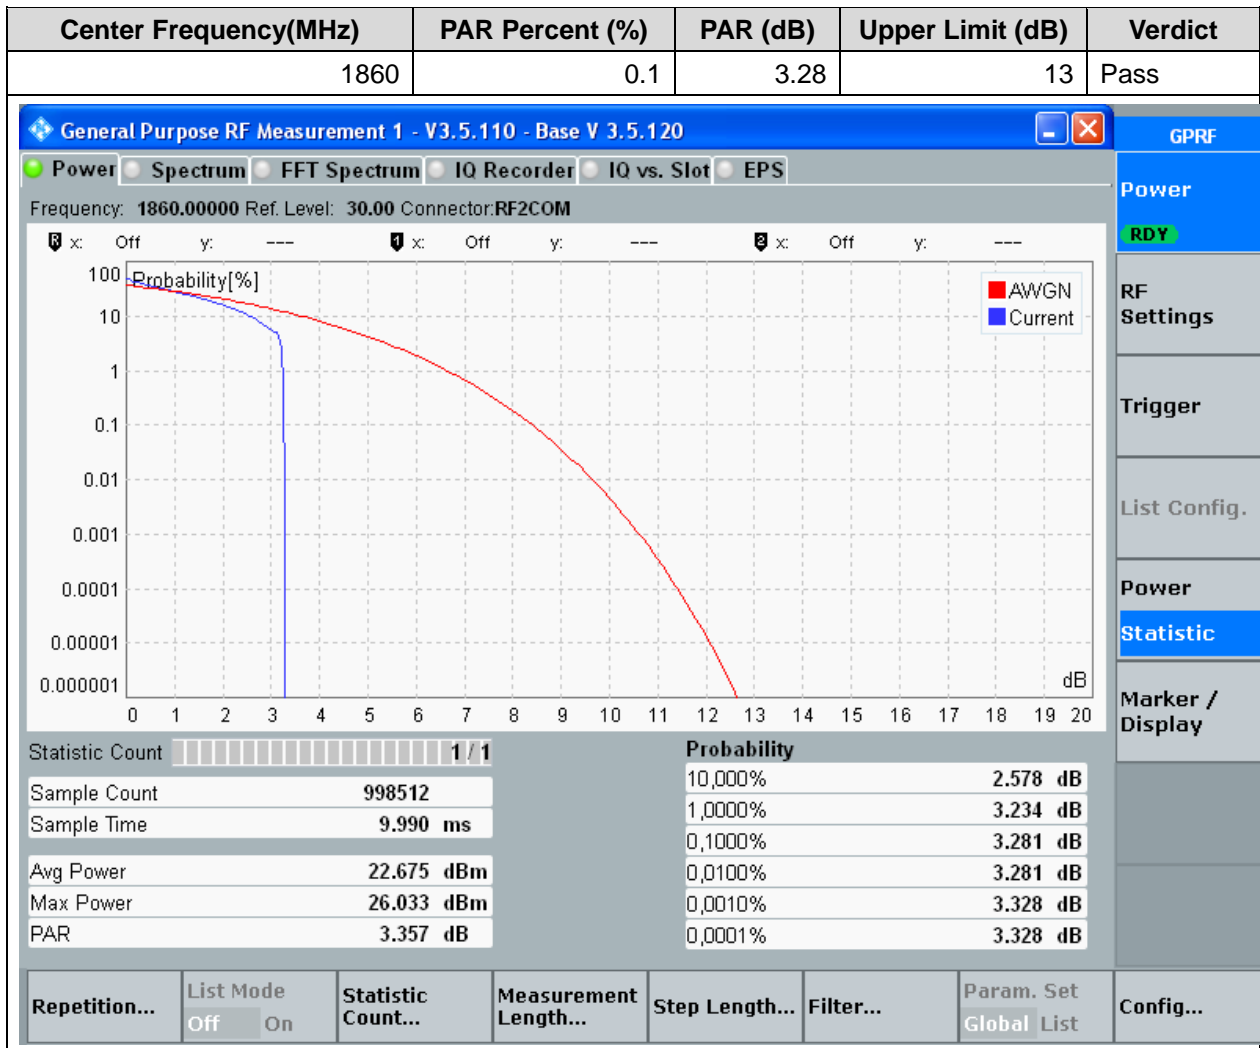 Center Frequency(MHz) PAR Percent (%) PAR (dB) Upper Limit (dB) Verdict
1860 0.1 3.28 13 Pass
General Purpose RF Measurement 1 - V3.5.110 - Base V 3.5.120
GPRF
Power Spectrum FFT Spectrum IQ Recorder IQ vs. Slot EPS
Power
RDY
Frequency: 1860.00000 Ref. Level: 30.00 Connector:RF2COM
R x: Off y: --- 1 x: Off y: --- 2 x: Off y: ---
Probability[%]
AWGN
Current
100
10
1
0.1
0.01
0.001
0.0001
0.00001
0.000001
dB
0 1 2 3 4 5 6 7 8 9 10 11 12 13 14 15 16 17 18 19 20
RF
Settings
Trigger
List Config.
Power
Statistic
Marker /
Display
Statistic Count 1 / 1
Sample Count 998512
Sample Time 9.990 ms
Avg Power 22.675 dBm
Max Power 26.033 dBm
PAR 3.357 dB
Probability
10,000% 2.578 dB
1,0000% 3.234 dB
0,1000% 3.281 dB
0,0100% 3.281 dB
0,0010% 3.328 dB
0,0001% 3.328 dB
Repetition...
List Mode
Off On
Statistic
Count...
Measurement
Length...
Step Length...
Filter...
Param. Set
Global List
Config...